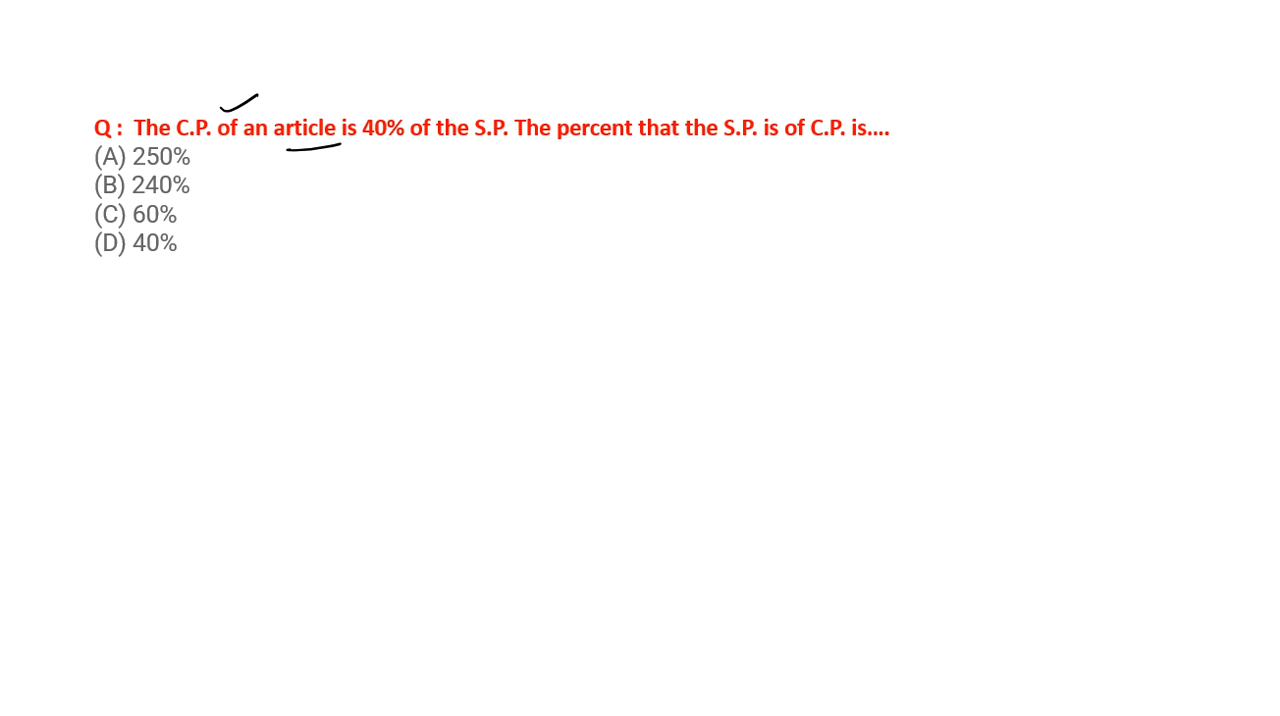 Q :  The C.P. of an article is 40% of the S.P. The percent that the S.P. is of C.P. is....
(A) 250%
(B) 240%
(C) 60%
(D) 40%